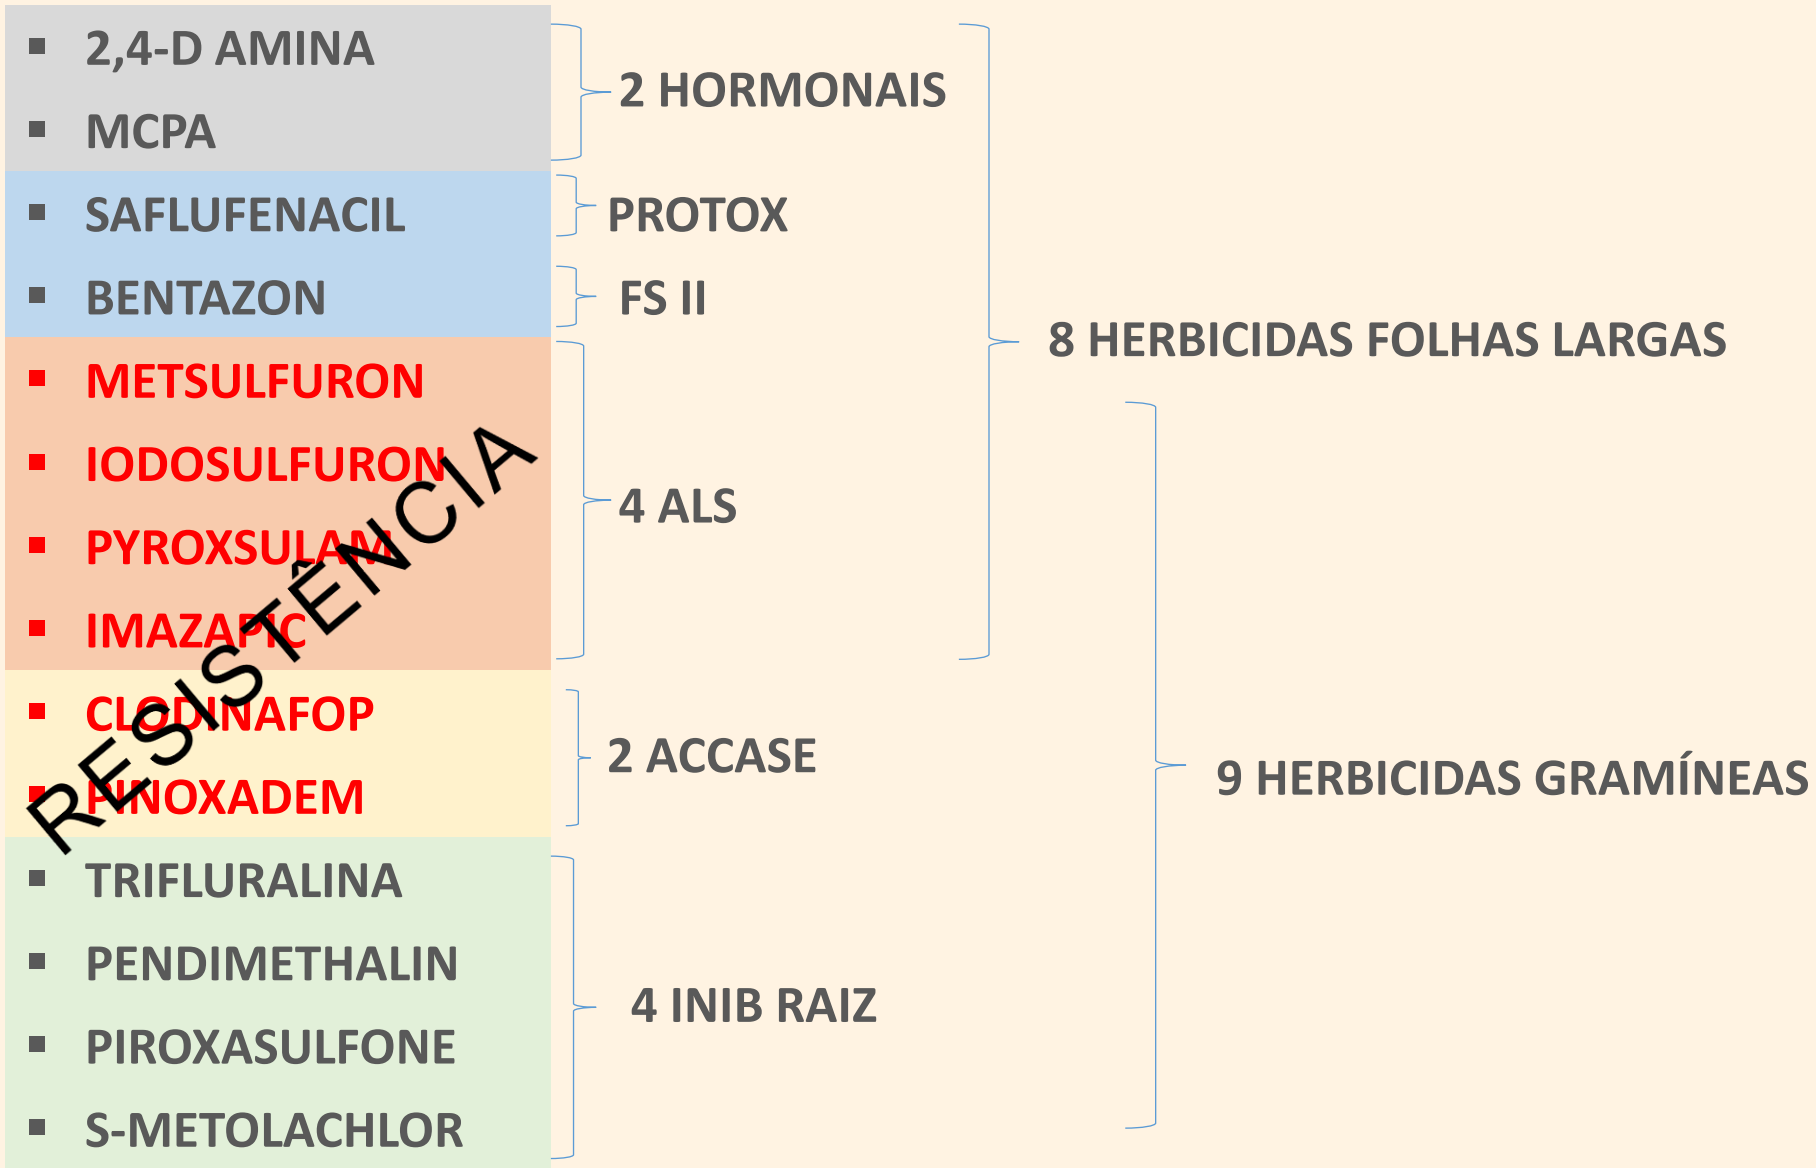 ▪ 2,4-D AMINA
▪ MCPA
▪ SAFLUFENACIL
▪ BENTAZON
▪ METSULFURON
▪ IODOSULFURON
▪ PYROXSULAM
▪ IMAZAPIC
▪ CLODINAFOP
▪ PINOXADEM
▪ TRIFLURALINA
▪ PENDIMETHALIN
▪ PIROXASULFONE
▪ S-METOLACHLOR
RESISTÊNCIA
2 HORMONAIS
PROTOX
FS II
4 ALS
2 ACCASE
4 INIB RAIZ
8 HERBICIDAS FOLHAS LARGAS
9 HERBICIDAS GRAMÍNEAS